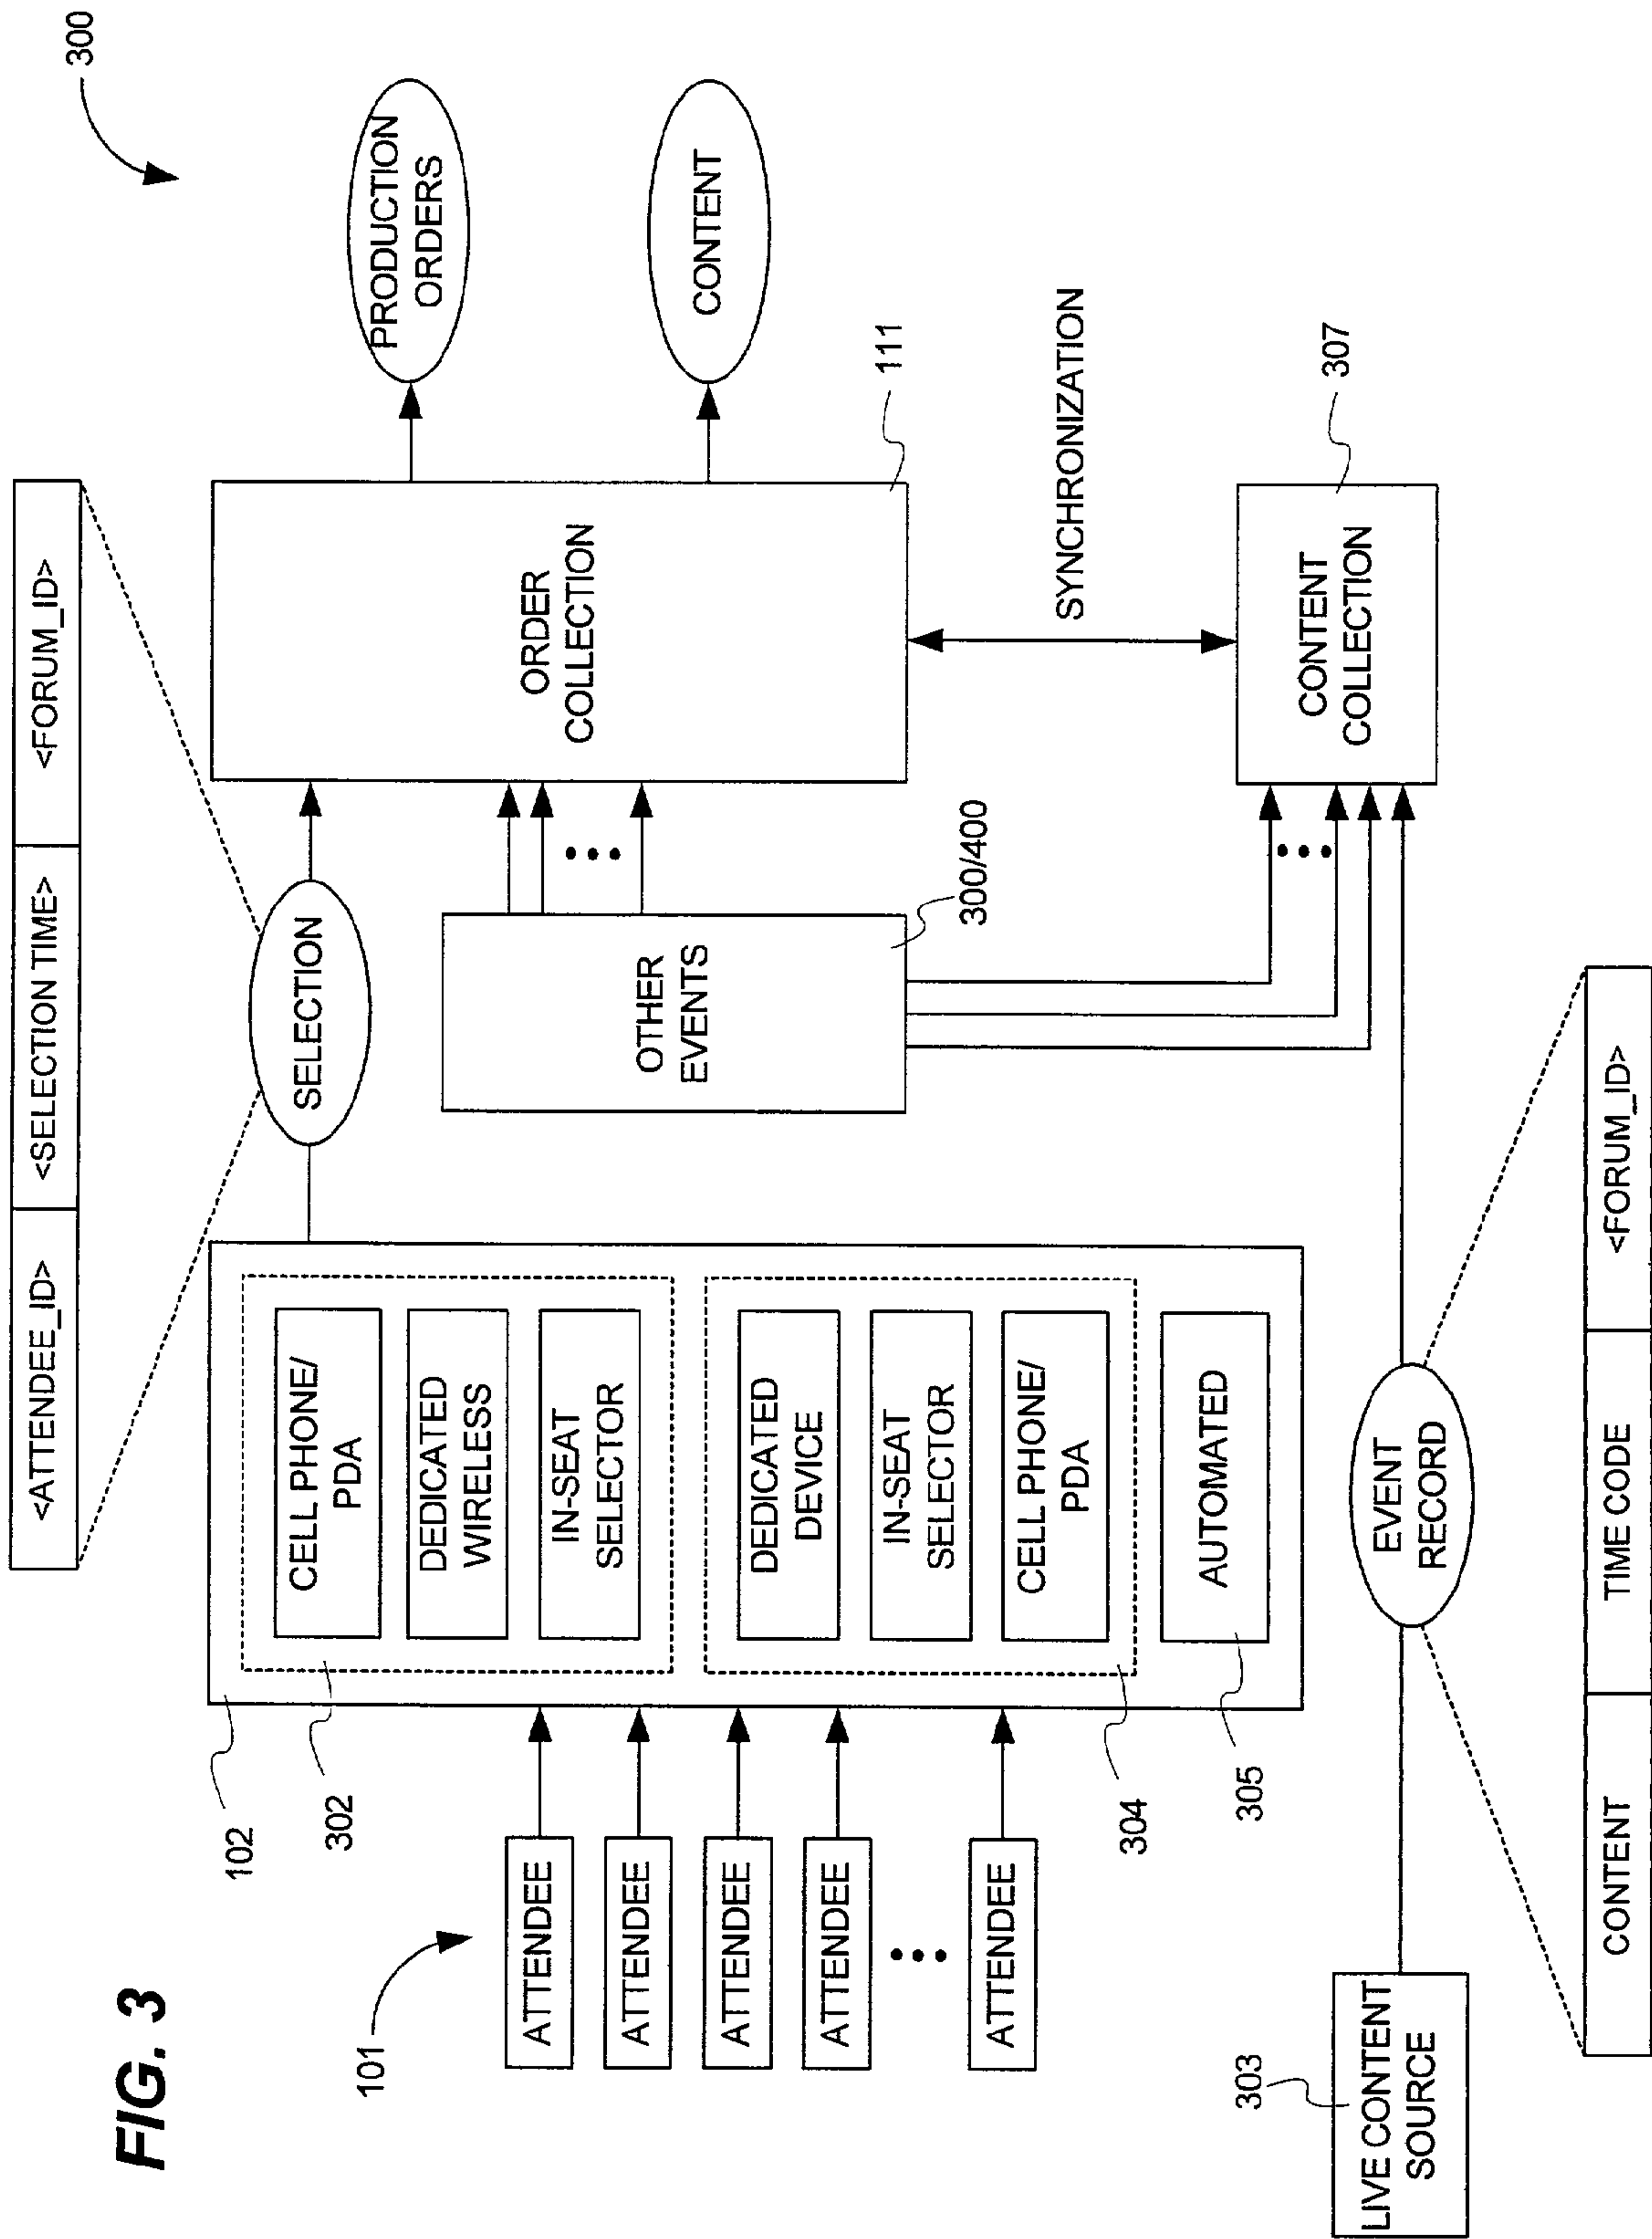 FIG. 3
300
<ATTENDEE_ID>
<SELECTION TIME>
<FORUM_ID>
101
ATTENDEE
ATTENDEE
ATTENDEE
ATTENDEE
ATTENDEE
102
302
CELL PHONE/
PDA
DEDICATED
WIRELESS
IN-SEAT
SELECTOR
DEDICATED
DEVICE
IN-SEAT
SELECTOR
CELL PHONE/
PDA
304
AUTOMATED
305
SELECTION
OTHER
EVENTS
300/400
ORDER
COLLECTION
111
PRODUCTION
ORDERS
CONTENT
SYNCHRONIZATION
CONTENT
COLLECTION
307
303
LIVE CONTENT
SOURCE
EVENT
RECORD
CONTENT
TIME CODE
<FORUM_ID>